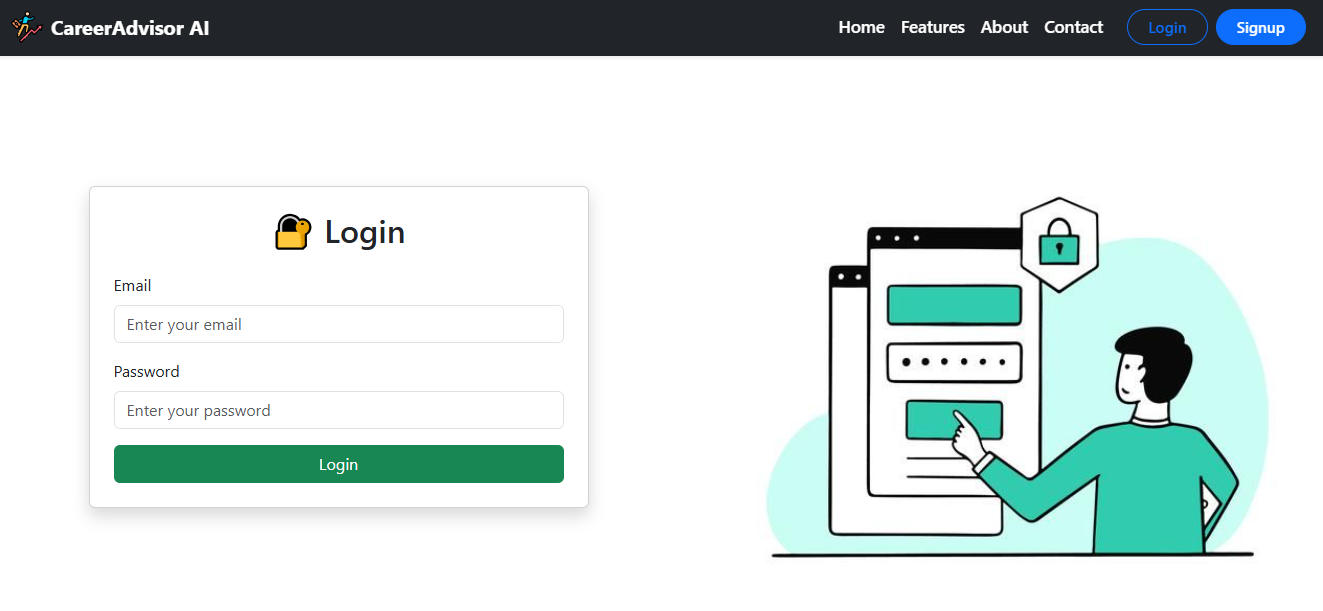 CareerAdvisor AI
Home Features About Contact Login Signup
Login
Email
Enter your email
Password
Enter your password
Login